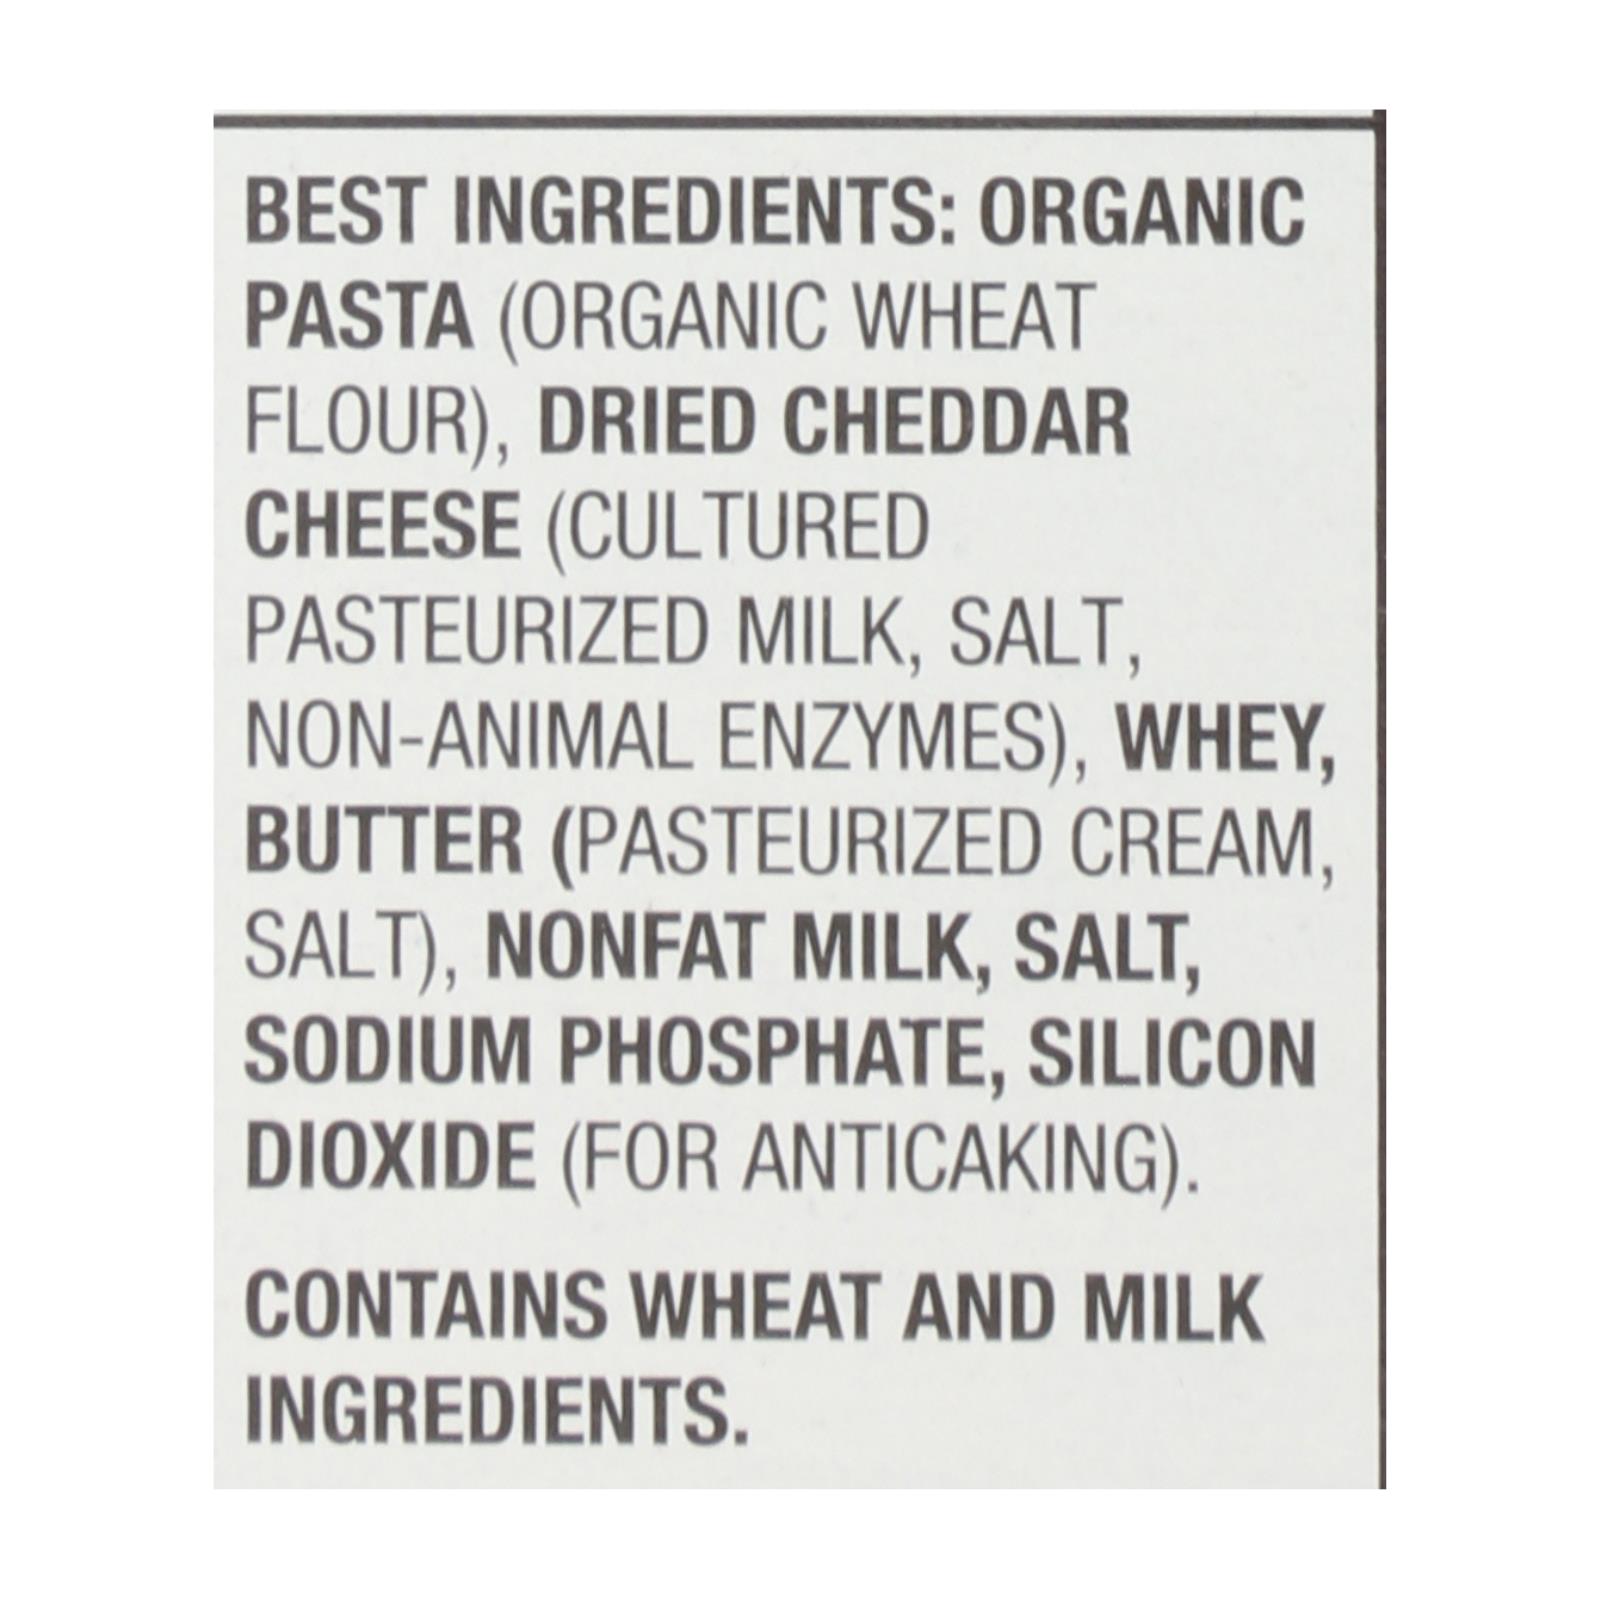 BEST INGREDIENTS: ORGANIC
PASTA (ORGANIC WHEAT
FLOUR), DRIED CHEDDAR
CHEESE (CULTURED
PASTEURIZED MILK, SALT,
NON-ANIMAL ENZYMES), WHEY,
BUTTER (PASTEURIZED CREAM,
SALT), NONFAT MILK, SALT,
SODIUM PHOSPHATE, SILICON
DIOXIDE (FOR ANTICAKING).
CONTAINS WHEAT AND MILK
INGREDIENTS.